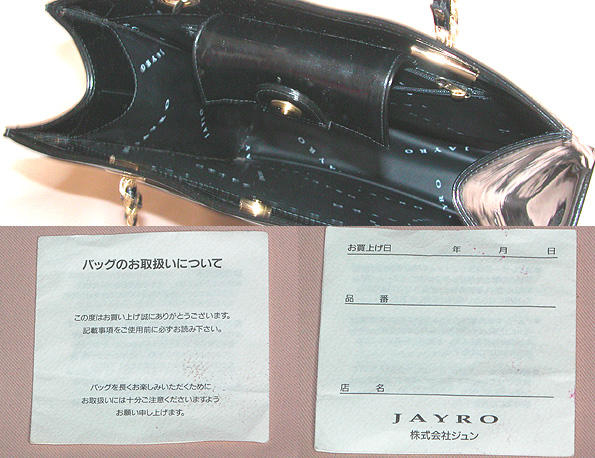 JAYRO
JAYRO
JAYRO
バッグのお取扱いについて
この度はお買い上げ誠にありがとうございます。
記載事項をご使用前に必ずお読み下さい。
バッグを長くお楽しみいただくために
お取扱いには十分ご注意くださいますよう
お願い申し上げます。
お買上げ日 年 月 日
品 番
店 名
JAYRO
株式会社ジュン